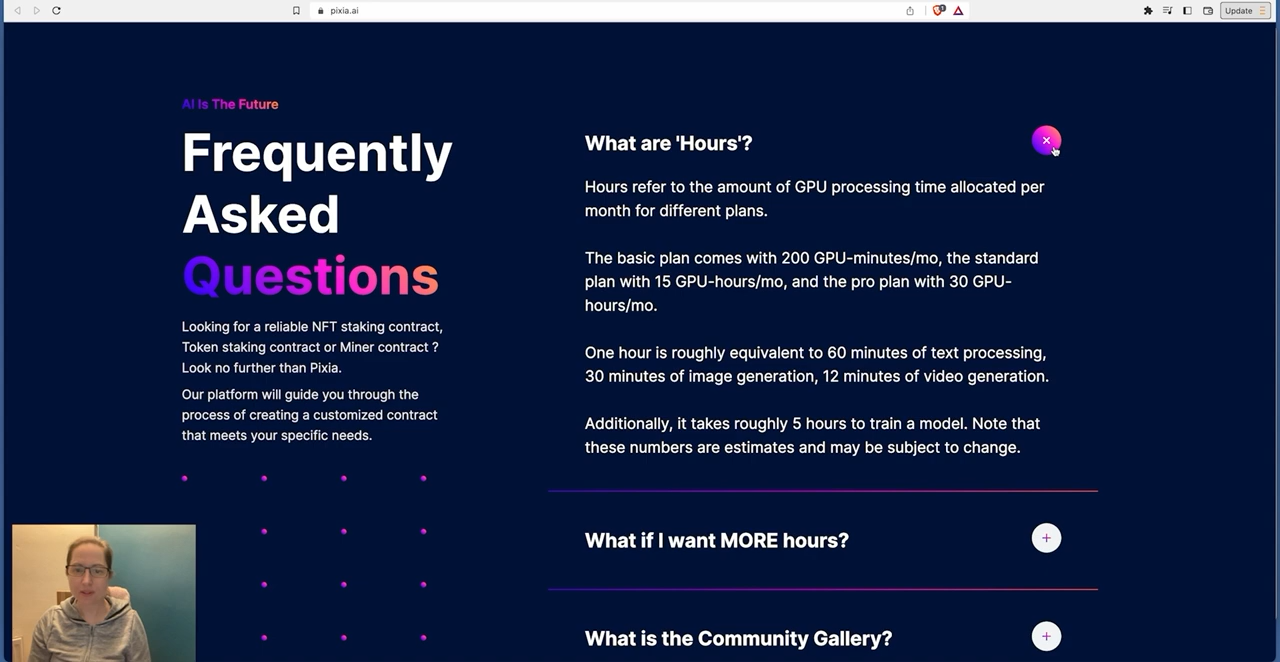 pixia.ai
Update
AI Is The Future
Frequently
Asked
Questions
Looking for a reliable NFT staking contract,
Token staking contract or Miner contract ?
Look no further than Pixia.
Our platform will guide you through the
process of creating a customized contract
that meets your specific needs.
What are 'Hours'?
Hours refer to the amount of GPU processing time allocated per
month for different plans.
The basic plan comes with 200 GPU-minutes/mo, the standard
plan with 15 GPU-hours/mo, and the pro plan with 30 GPU-
hours/mo.
One hour is roughly equivalent to 60 minutes of text processing,
30 minutes of image generation, 12 minutes of video generation.
Additionally, it takes roughly 5 hours to train a model. Note that
these numbers are estimates and may be subject to change.
What if I want MORE hours?
What is the Community Gallery?